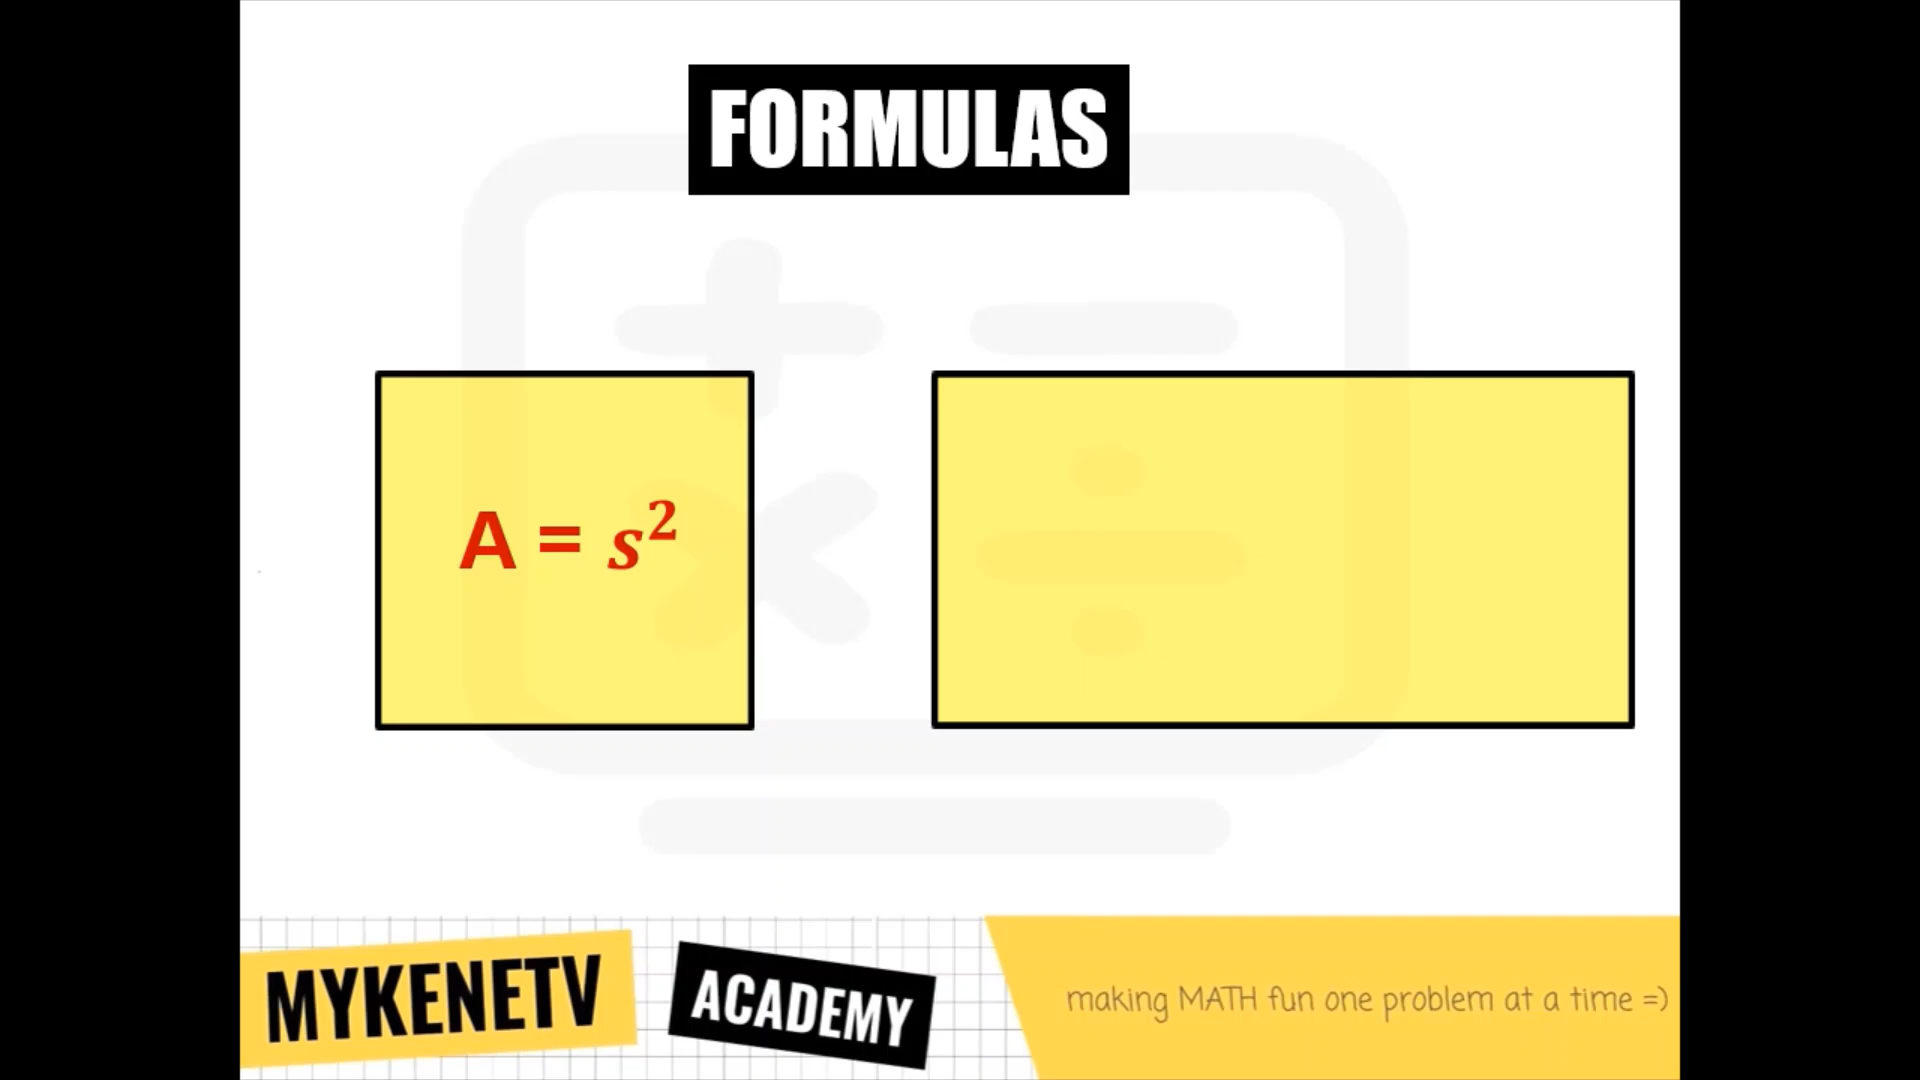 FORMULAS
A = s²
MYKENETV
ACADEMY
making MATH fun one problem at a time =)